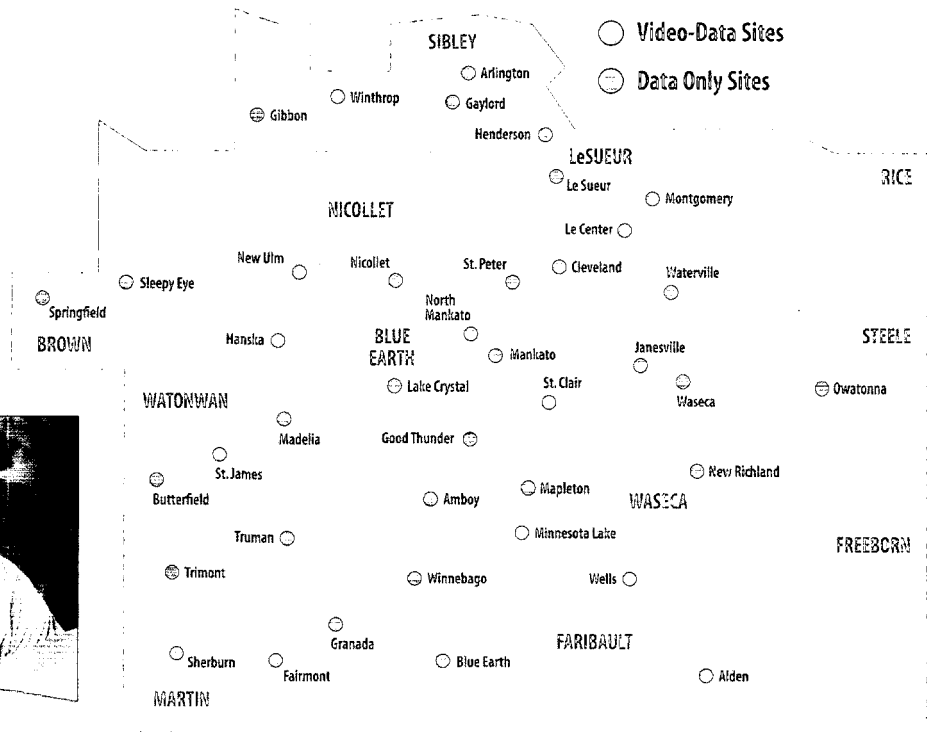 SIBLEY
Video-Data Sites
Arlington
Data Only Sites
Winthrop
Gaylord
Gibbon
Henderson
LeSUEUR
Le Sueur
RICE
Montgomery
NICOLLET
Le Center
New Ulm
Nicollet
St. Peter
Cleveland
Waterville
Sleepy Eye
Springfield
North
Mankato
BROWN
Hanska
BLUE
EARTH
Mankato
Janesville
STEELE
Lake Crystal
St. Clair
Waseca
Owatonna
WATONWAN
Madelia
Good Thunder
St. James
New Richland
Butterfield
Amboy
Mapleton
WASECA
Truman
Minnesota Lake
FREEBORN
Trimont
Winnebago
Wells
Granada
FARIBAULT
Sherburn
Fairmont
Blue Earth
Alden
MARTIN